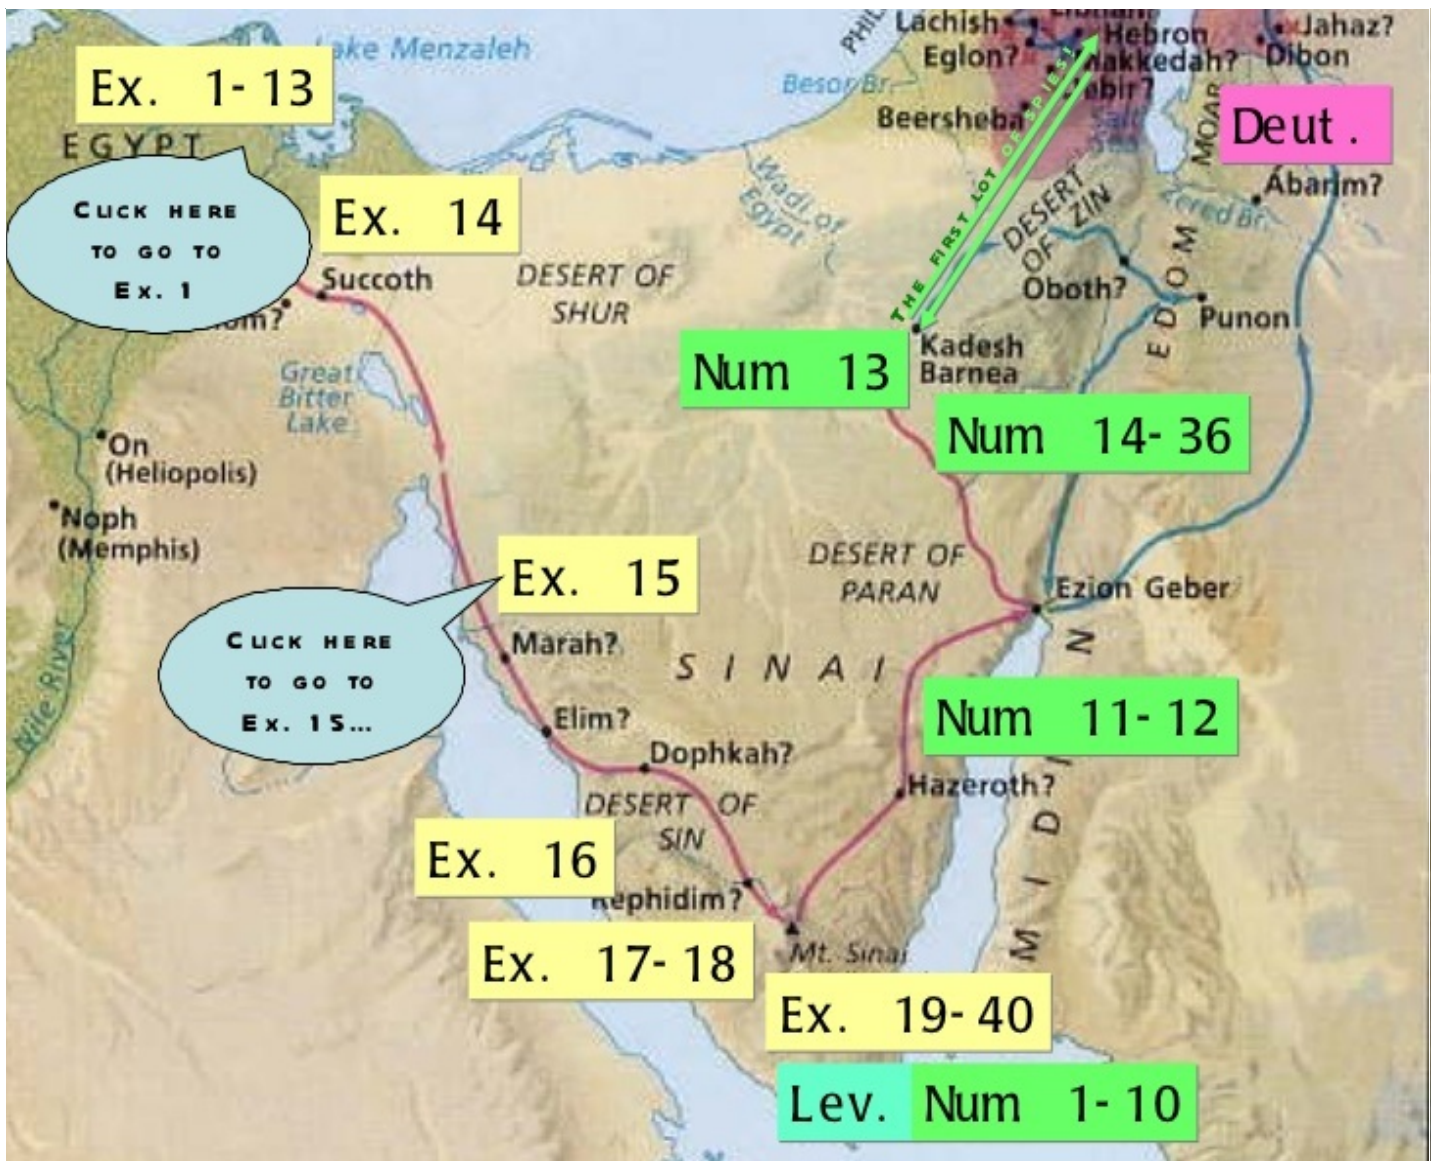 Lake Menzaleh
Ex. 1-13
EGYPT
Click here
to go to
Ex. 1
Ex. 14
Succoth
DESERT OF
SHUR
Great
Bitter
Lake
On
(Heliopolis)
Noph
(Memphis)
Nile River
Ex. 15
Click here
to go to
Ex. 15...
Marah?
Elim?
Dophkah?
DESERT OF
SIN
Ex. 16
Rephidim?
Ex. 17-18
Mt. Sinai
Ex. 19-40
Lev. Num 1-10
Hazeroth?
Num 11-12
SINAI
DESERT OF
PARAN
Ezion Geber
MIDIAN
Num 13
Kadesh
Barnea
Num 14-36
THE FIRST LOT OF SPIES!
Wadi of
Egypt
Besor Br.
Lachish
Eglon?
Hebron
Makkedah?
Debir?
Beersheba
Salt
Sea
DESERT
OF ZIN
Oboth?
Punon
EDOM
MOAB
Jahaz?
Dibon
Deut.
Abarim?
Zered Br.